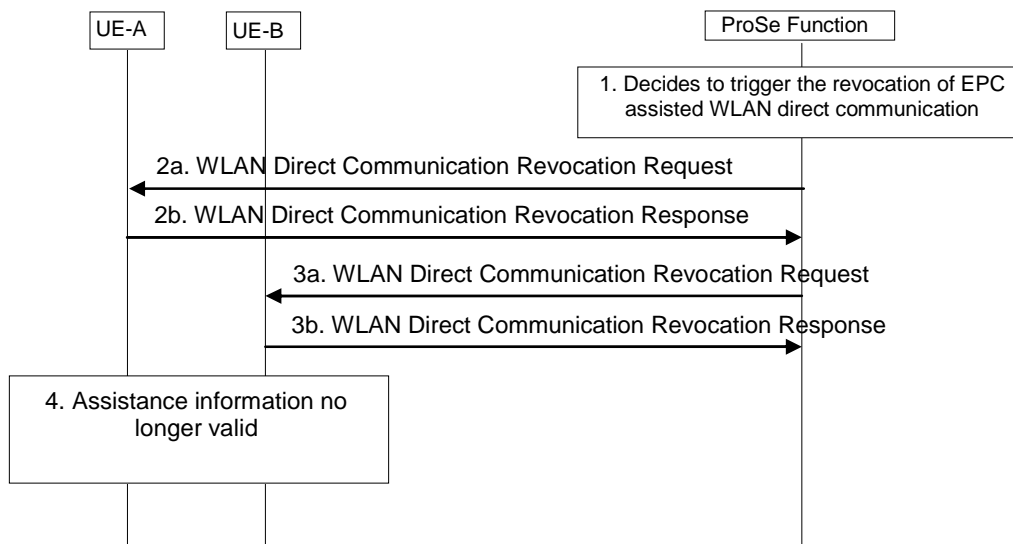 UE-A
UE-B
ProSe Function
1. Decides to trigger the revocation of EPC
assisted WLAN direct communication
2a. WLAN Direct Communication Revocation Request
2b. WLAN Direct Communication Revocation Response
3a. WLAN Direct Communication Revocation Request
3b. WLAN Direct Communication Revocation Response
4. Assistance information no
longer valid